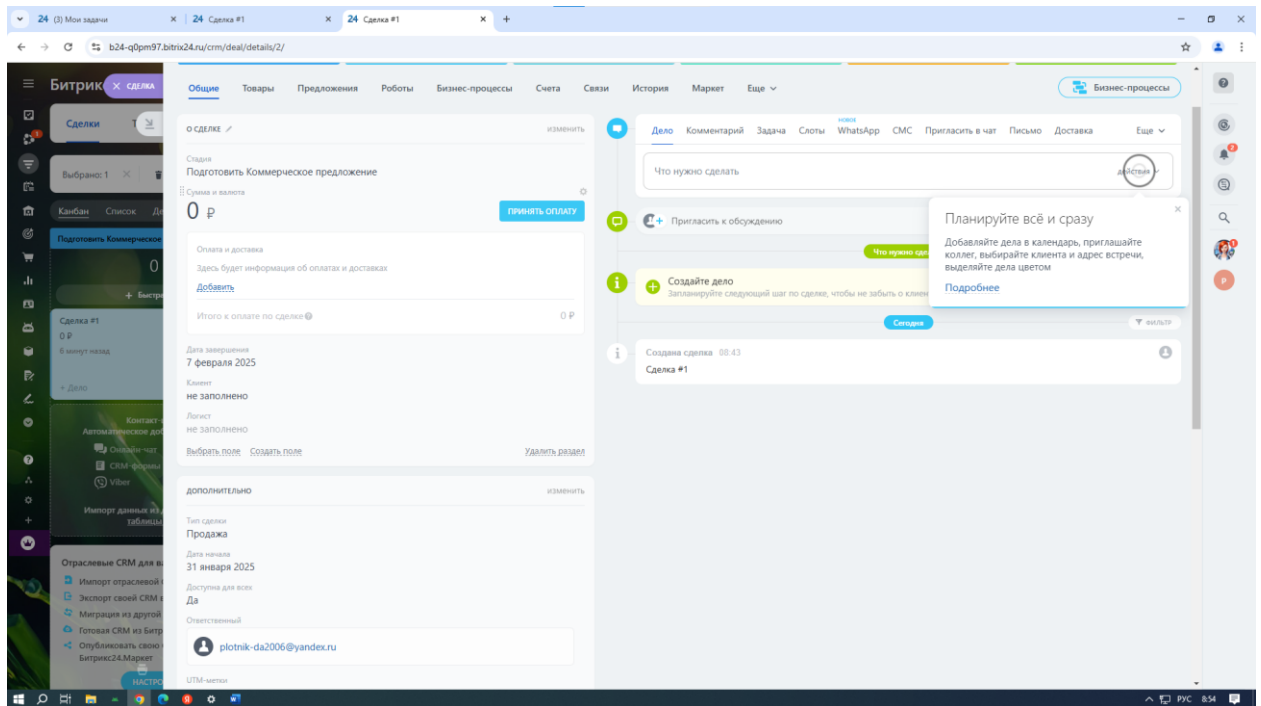 24 (3) Мои задачи
24 Сделка #1
24 Сделка #1
b24-q0pm97.bitrix24.ru/crm/deal/details/2/
Битрик
СДЕЛКА
Сделки
Выбрано: 1
Канбан Список
Подготовить Коммерческое
0
Сделка #1
0 ₽
6 минут назад
+ Дело
Онлайн-чат
CRM-формы
Viber
Импорт данных из
таблицы
Отраслевые CRM для
Импорт отраслевой
Экспорт своей CRM
Миграция из другой
Готовая CRM из Битр
Опубликовать свою
Битрикс24.Маркет
НАСТРО
Общие Товары Предложения Роботы Бизнес-процессы Счета Связи История Маркет Еще
Бизнес-процессы
О СДЕЛКЕ
изменить
Стадия
Подготовить Коммерческое предложение
Сумма и валюта
0 ₽
ПРИНЯТЬ ОПЛАТУ
Оплата и доставка
Здесь будет информация об оплатах и доставках
Добавить
Итого к оплате по сделке
0 ₽
Дата завершения
7 февраля 2025
Клиент
не заполнено
Логист
не заполнено
Выбрать поле Создать поле
Удалить раздел
ДОПОЛНИТЕЛЬНО
изменить
Тип сделки
Продажа
Дата начала
31 января 2025
Доступна для всех
Да
Ответственный
plotnik-da2006@yandex.ru
UTM-метки
НОВОЕ
Дело Комментарий Задача Слоты WhatsApp СМС Пригласить в чат Письмо Доставка Еще
Что нужно сделать
действия
Пригласить к обсуждению
Что нужно сде
Создайте дело
Запланируйте следующий шаг по сделке, чтобы не забыть о клиен
Планируйте всё и сразу
Добавляйте дела в календарь, приглашайте
коллег, выбирайте клиента и адрес встречи,
выделяйте дела цветом
Подробнее
Сегодня
ФИЛЬТР
Создана сделка 08:43
Сделка #1
2
P
РУС 8:54